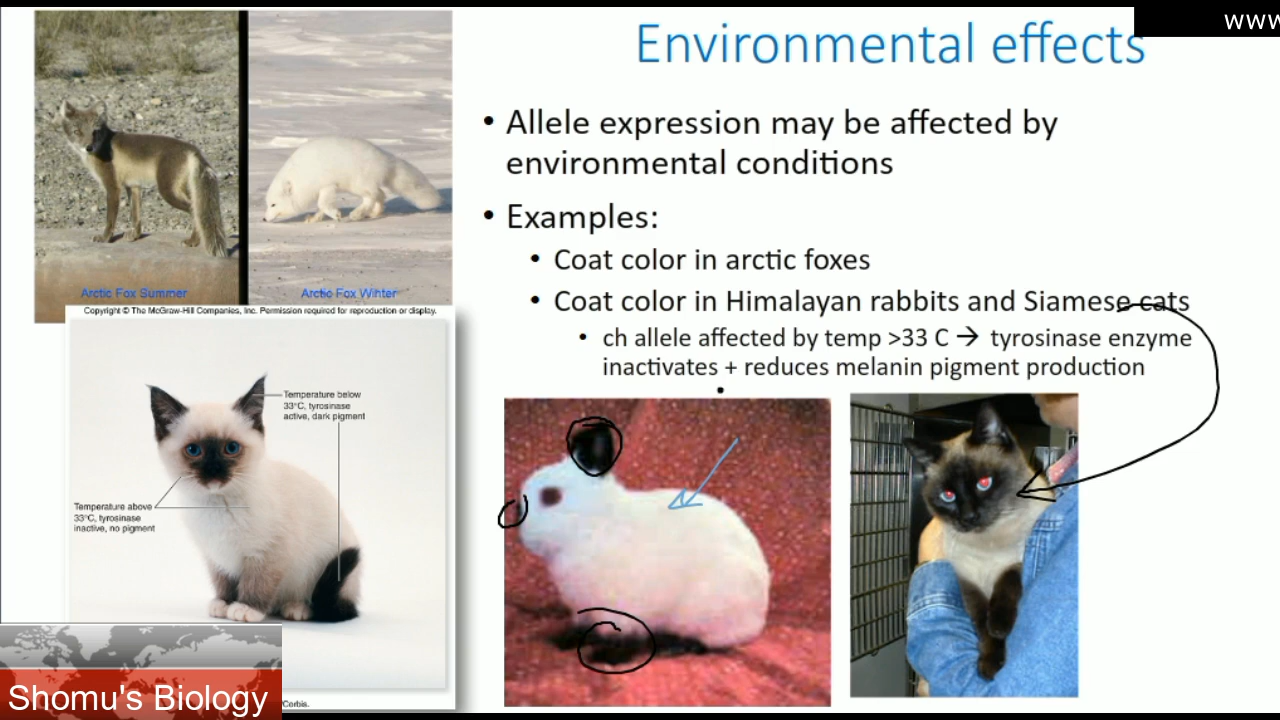 www
Environmental effects
• Allele expression may be affected by
environmental conditions
• Examples:
• Coat color in arctic foxes
• Coat color in Himalayan rabbits and Siamese cats
• ch allele affected by temp >33 C → tyrosinase enzyme
inactivates + reduces melanin pigment production
Arctic Fox Summer
Arctic Fox Winter
Copyright © The McGraw-Hill Companies, Inc. Permission required for reproduction or display.
Temperature below
33°C, tyrosinase
active, dark pigment
Temperature above
33°C, tyrosinase
inactive, no pigment
Corbis.
Shomu's Biology